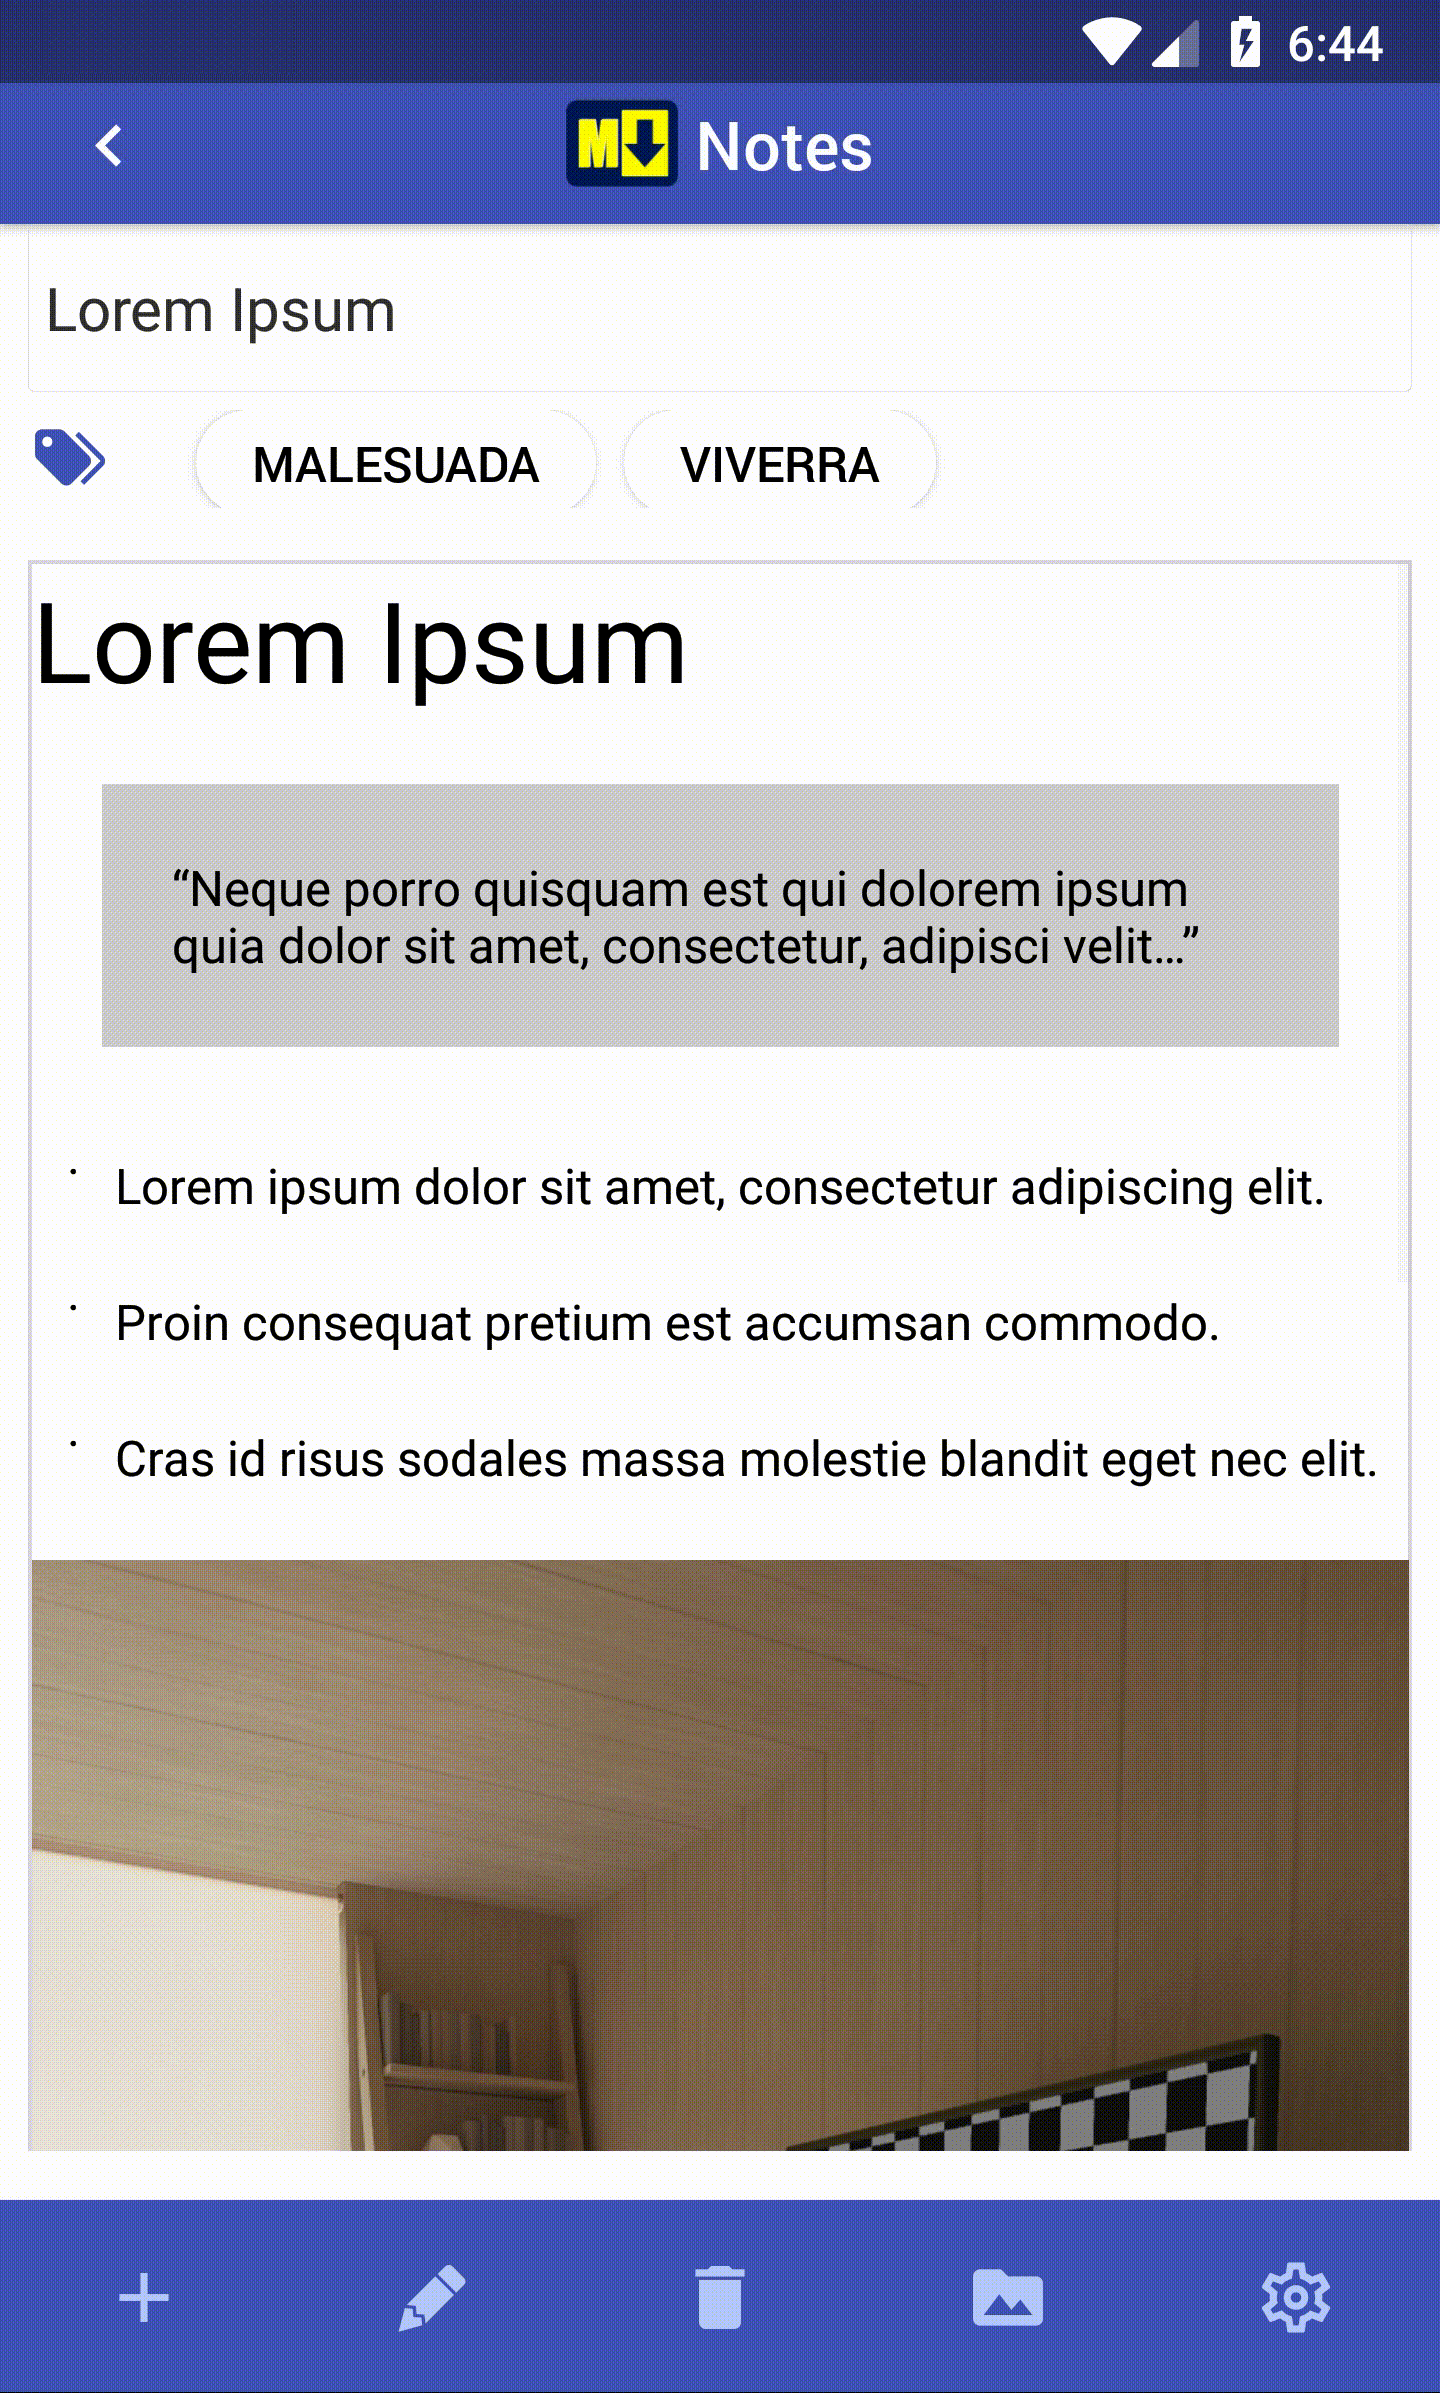 6:44
M Notes
Lorem Ipsum
MALESUADA VIVERRA
Lorem Ipsum
“Neque porro quisquam est qui dolorem ipsum
quia dolor sit amet, consectetur, adipisci velit…”
· Lorem ipsum dolor sit amet, consectetur adipiscing elit.
· Proin consequat pretium est accumsan commodo.
· Cras id risus sodales massa molestie blandit eget nec elit.